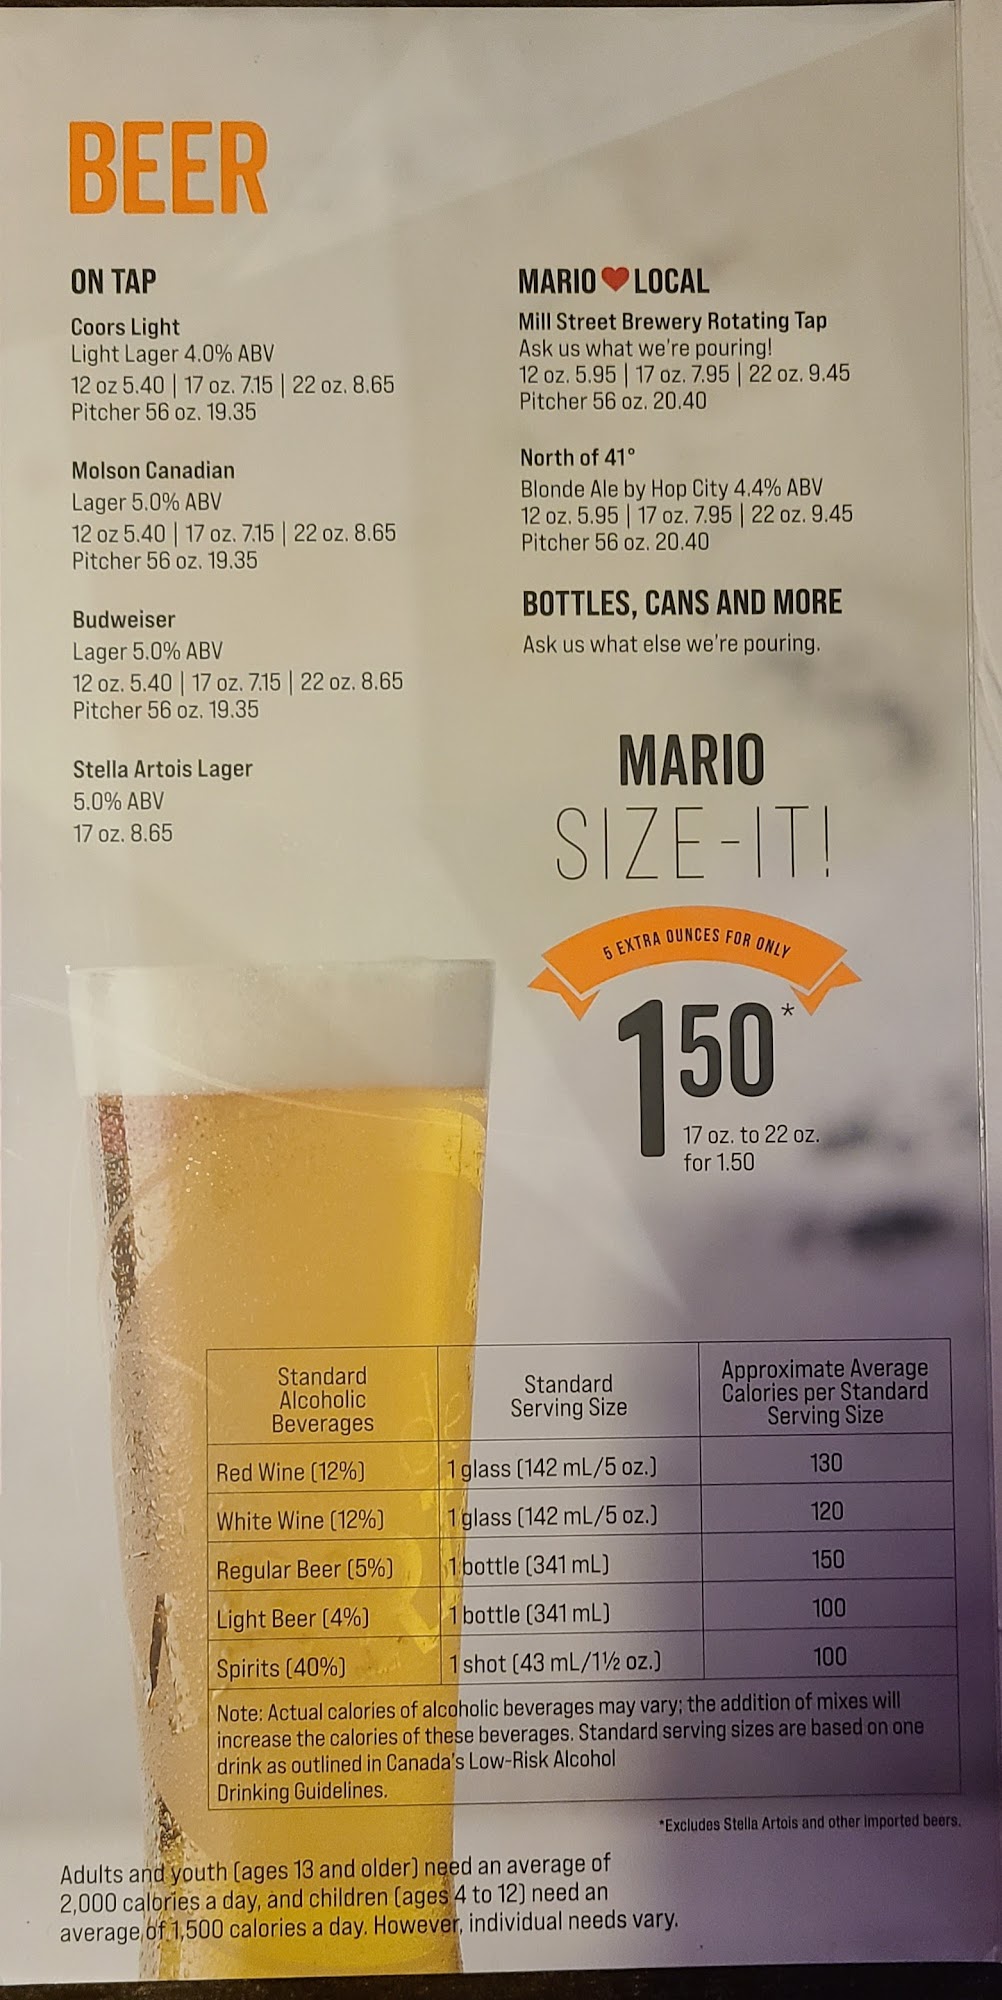 BEER
ON TAP
Coors Light
Light Lager 4.0% ABV
12 oz 5.40 | 17 oz. 7.15 | 22 oz. 8.65
Pitcher 56 oz. 19.35
Molson Canadian
Lager 5.0% ABV
12 oz 5.40 | 17 oz. 7.15 | 22 oz. 8.65
Pitcher 56 oz. 19.35
Budweiser
Lager 5.0% ABV
12 oz. 5.40 | 17 oz. 7.15 | 22 oz. 8.65
Pitcher 56 oz. 19.35
Stella Artois Lager
5.0% ABV
17 oz. 8.65
MARIO ❤ LOCAL
Mill Street Brewery Rotating Tap
Ask us what we're pouring!
12 oz. 5.95 | 17 oz. 7.95 | 22 oz. 9.45
Pitcher 56 oz. 20.40
North of 41°
Blonde Ale by Hop City 4.4% ABV
12 oz. 5.95 | 17 oz. 7.95 | 22 oz. 9.45
Pitcher 56 oz. 20.40
BOTTLES, CANS AND MORE
Ask us what else we're pouring.
MARIO
SIZE-IT!
5 EXTRA OUNCES FOR ONLY
150*
17 oz. to 22 oz.
for 1.50
Standard
Alcoholic
Beverages
Standard
Serving Size
Approximate Average
Calories per Standard
Serving Size
Red Wine (12%) 1 glass (142 mL/5 oz.) 130
White Wine (12%) 1 glass (142 mL/5 oz.) 120
Regular Beer (5%) 1 bottle (341 mL) 150
Light Beer (4%) 1 bottle (341 mL) 100
Spirits (40%) 1 shot (43 mL/1½ oz.) 100
Note: Actual calories of alcoholic beverages may vary; the addition of mixes will
increase the calories of these beverages. Standard serving sizes are based on one
drink as outlined in Canada's Low-Risk Alcohol
Drinking Guidelines.
*Excludes Stella Artois and other imported beers.
Adults and youth (ages 13 and older) need an average of
2,000 calories a day, and children (ages 4 to 12) need an
average of 1,500 calories a day. However, individual needs vary.